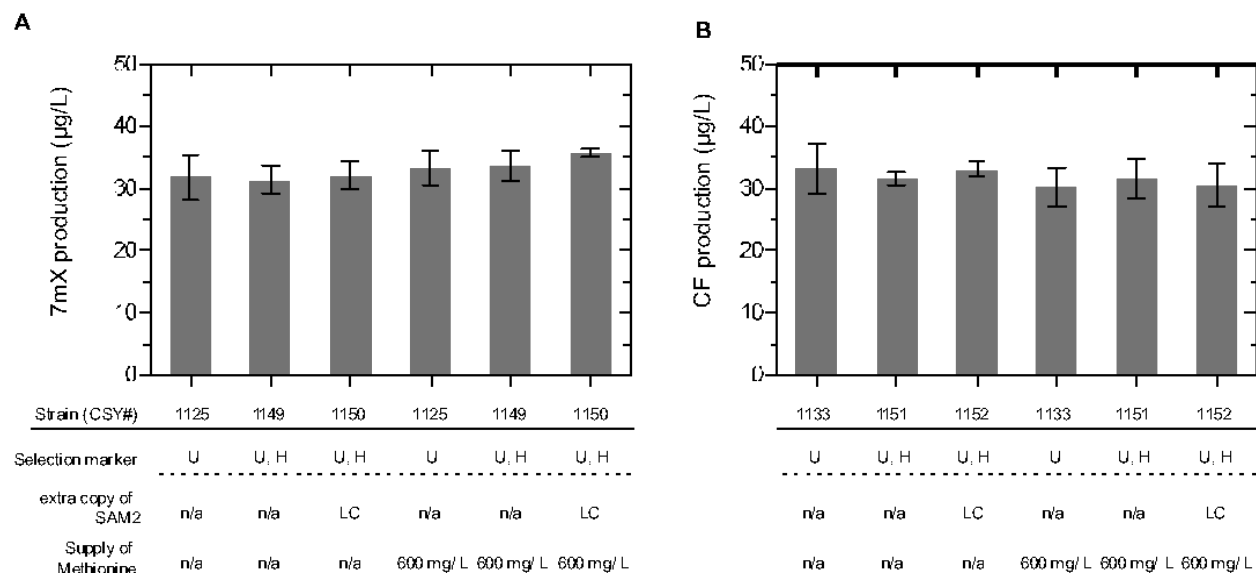 A
B
50
40
30
20
10
0
7mX production (µg/L)
50
40
30
20
10
0
CF production (µg/L)
Strain (CSY#) 1125 1149 1150 1125 1149 1150
1133 1151 1152 1133 1151 1152
Selection marker U U, H U, H U U, H U, H
U U, H U, H U U, H U, H
extra copy of
SAM2 n/a n/a LC n/a n/a LC
n/a n/a LC n/a n/a LC
Supply of
Methionine n/a n/a n/a 600 mg/L 600 mg/L 600 mg/L
n/a n/a n/a 600 mg/L 600 mg/L 600 mg/L